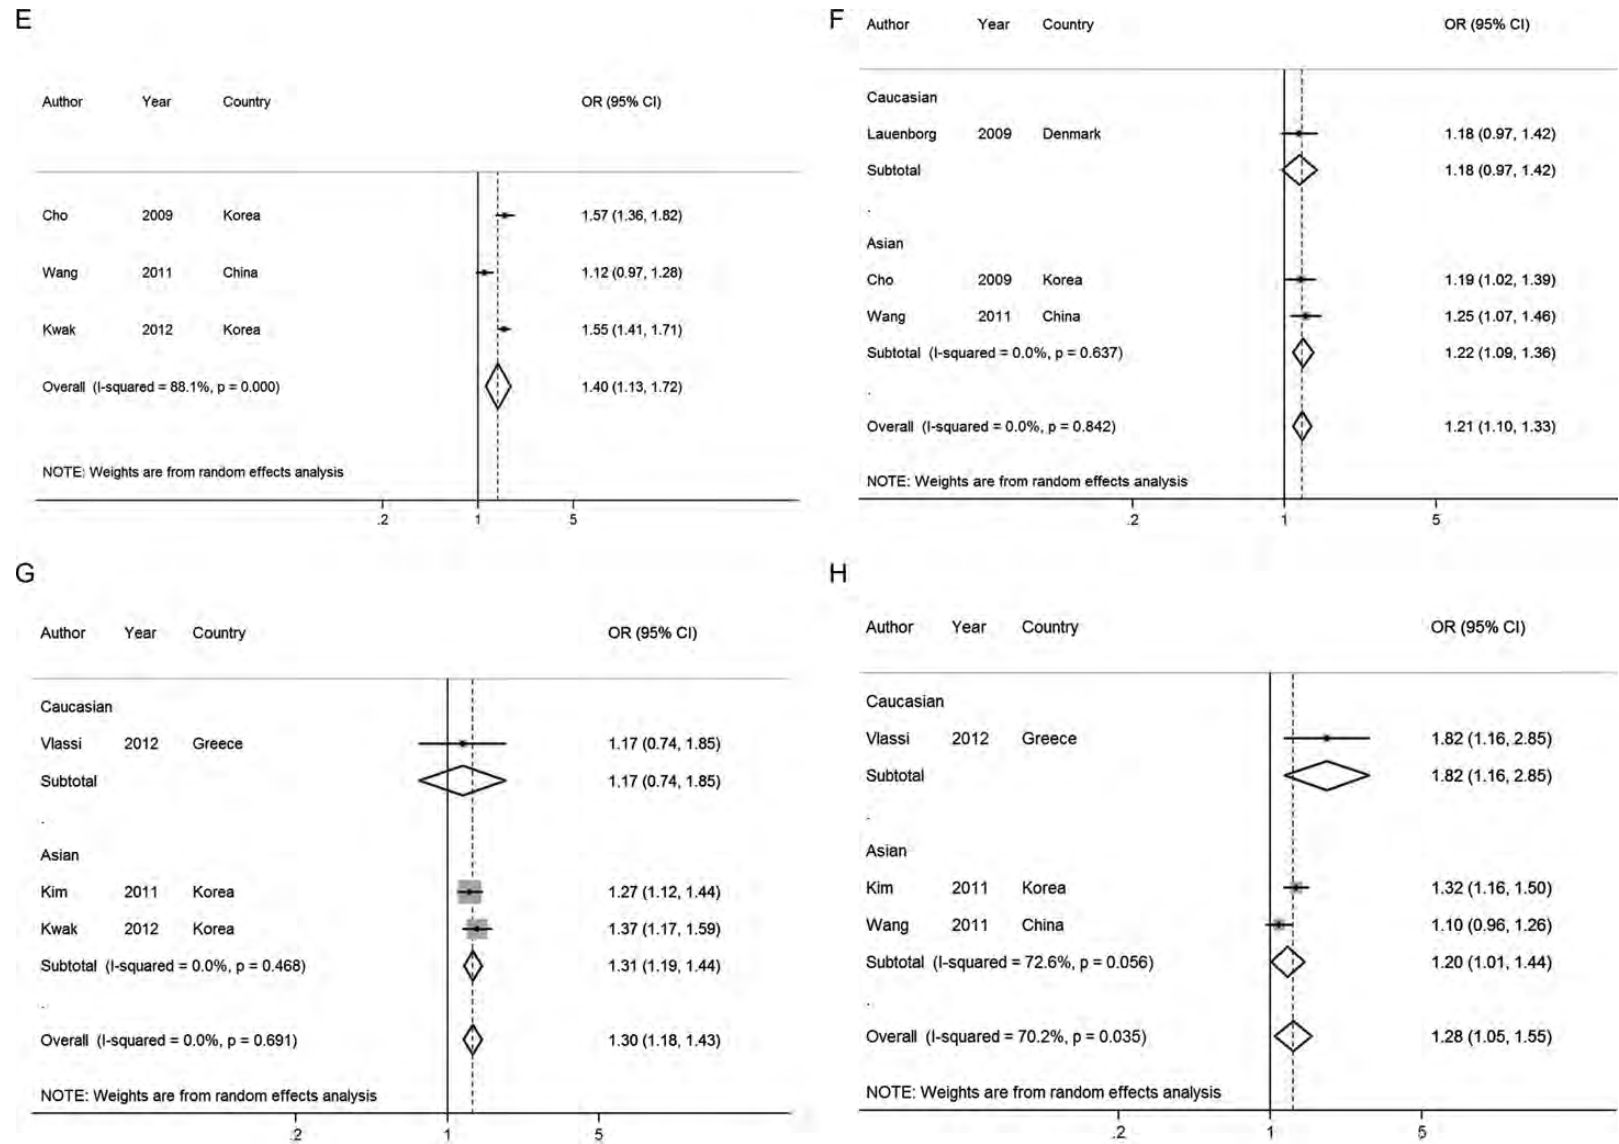 E
Author Year Country OR (95% CI)
Cho 2009 Korea 1.57 (1.36, 1.82)
Wang 2011 China 1.12 (0.97, 1.28)
Kwak 2012 Korea 1.55 (1.41, 1.71)
Overall (I-squared = 88.1%, p = 0.000) 1.40 (1.13, 1.72)
NOTE: Weights are from random effects analysis
.2 1 5
F
Author Year Country OR (95% CI)
Caucasian
Lauenborg 2009 Denmark 1.18 (0.97, 1.42)
Subtotal 1.18 (0.97, 1.42)
.
Asian
Cho 2009 Korea 1.19 (1.02, 1.39)
Wang 2011 China 1.25 (1.07, 1.46)
Subtotal (I-squared = 0.0%, p = 0.637) 1.22 (1.09, 1.36)
.
Overall (I-squared = 0.0%, p = 0.842) 1.21 (1.10, 1.33)
NOTE: Weights are from random effects analysis
.2 1 5
G
Author Year Country OR (95% CI)
Caucasian
Vlassi 2012 Greece 1.17 (0.74, 1.85)
Subtotal 1.17 (0.74, 1.85)
.
Asian
Kim 2011 Korea 1.27 (1.12, 1.44)
Kwak 2012 Korea 1.37 (1.17, 1.59)
Subtotal (I-squared = 0.0%, p = 0.468) 1.31 (1.19, 1.44)
.
Overall (I-squared = 0.0%, p = 0.691) 1.30 (1.18, 1.43)
NOTE: Weights are from random effects analysis
.2 1 5
H
Author Year Country OR (95% CI)
Caucasian
Vlassi 2012 Greece 1.82 (1.16, 2.85)
Subtotal 1.82 (1.16, 2.85)
.
Asian
Kim 2011 Korea 1.32 (1.16, 1.50)
Wang 2011 China 1.10 (0.96, 1.26)
Subtotal (I-squared = 72.6%, p = 0.056) 1.20 (1.01, 1.44)
.
Overall (I-squared = 70.2%, p = 0.035) 1.28 (1.05, 1.55)
NOTE: Weights are from random effects analysis
.2 1 5